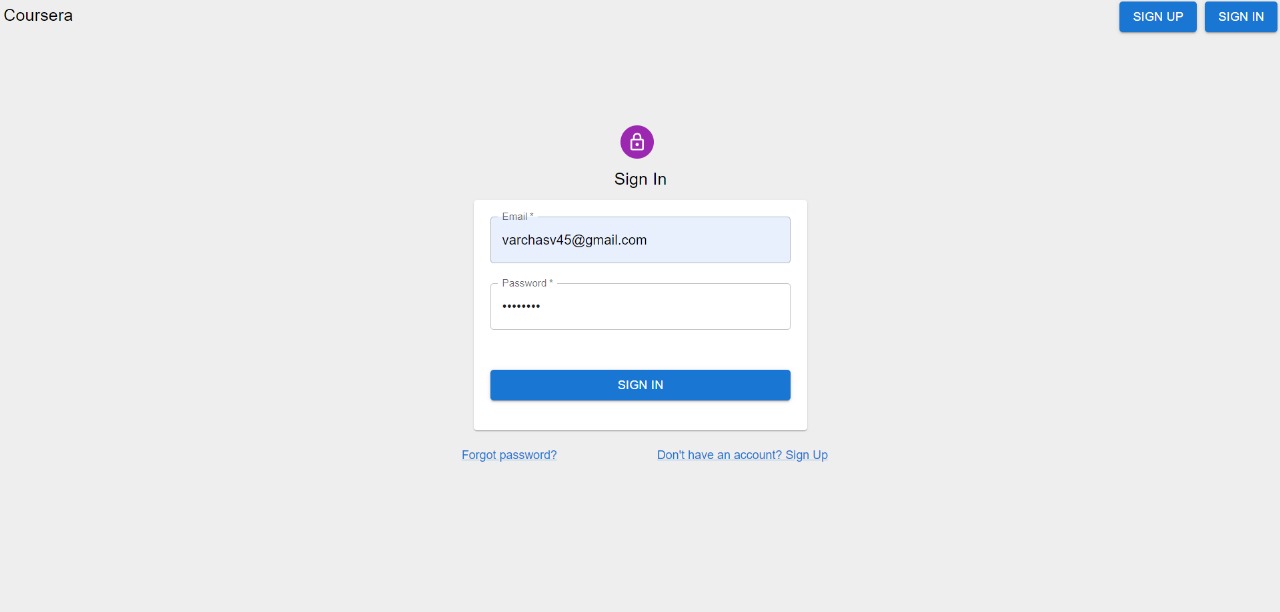 Coursera
SIGN UP
SIGN IN
Sign In
Email *
varchasv45@gmail.com
Password *
••••••••
SIGN IN
Forgot password?
Don't have an account? Sign Up